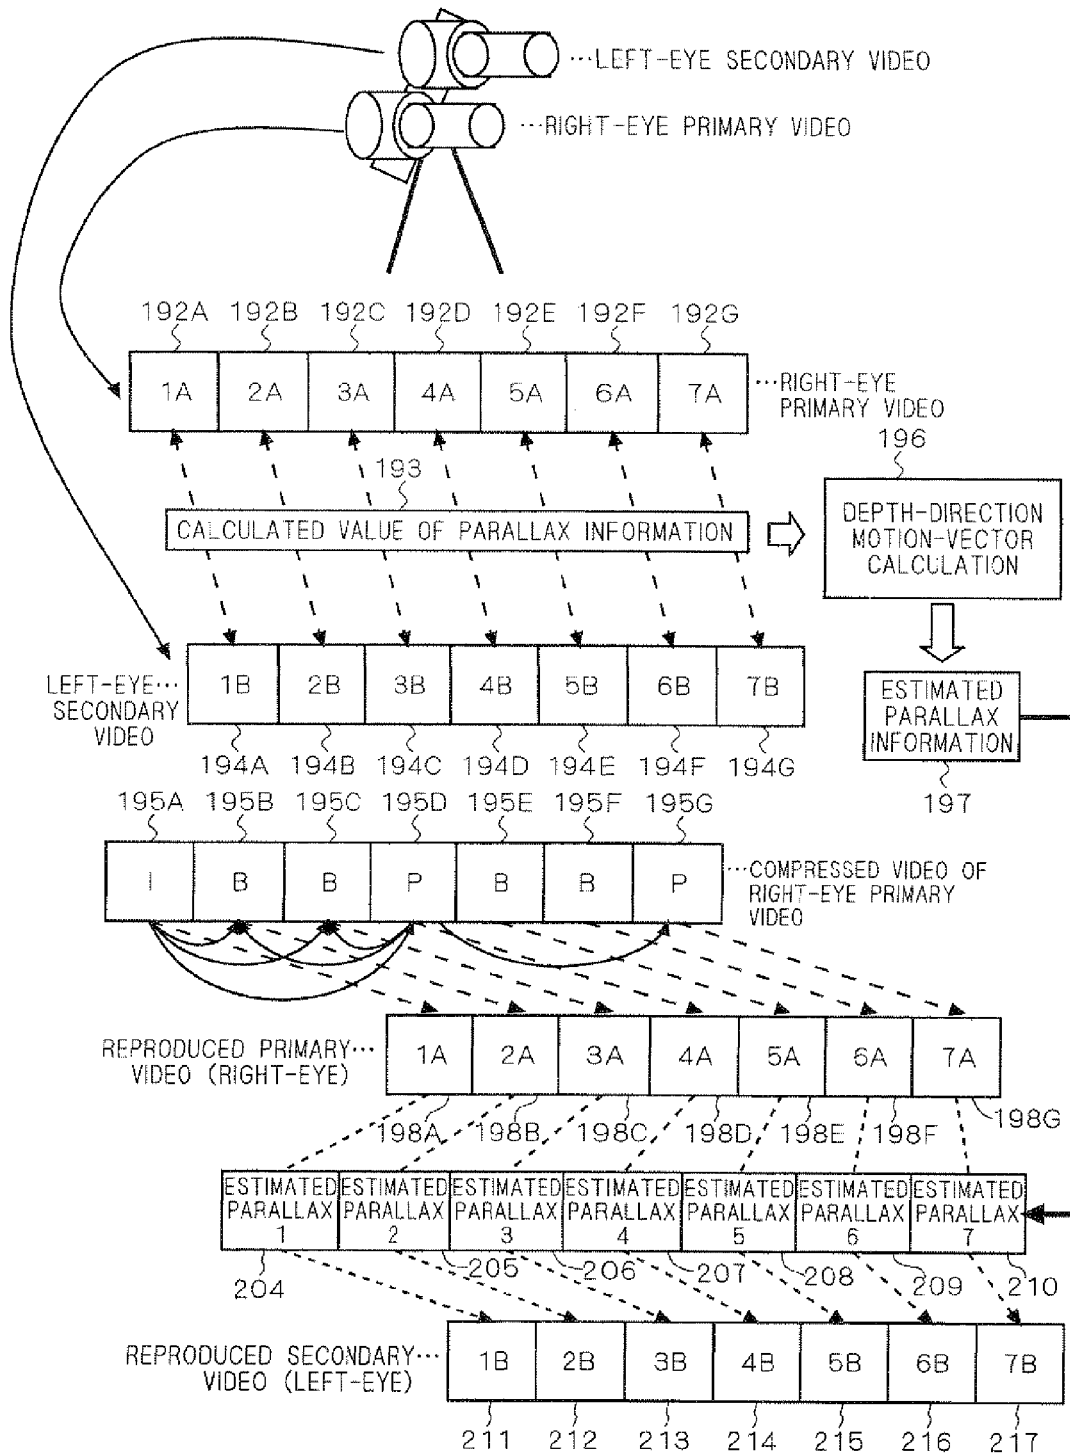 ···LEFT-EYE SECONDARY VIDEO
···RIGHT-EYE PRIMARY VIDEO
192A 192B 192C 192D 192E 192F 192G
1A 2A 3A 4A 5A 6A 7A
···RIGHT-EYE
PRIMARY VIDEO
193
CALCULATED VALUE OF PARALLAX INFORMATION
196
DEPTH-DIRECTION
MOTION-VECTOR
CALCULATION
LEFT-EYE···
SECONDARY
VIDEO
1B 2B 3B 4B 5B 6B 7B
194A 194B 194C 194D 194E 194F 194G
ESTIMATED
PARALLAX
INFORMATION
197
195A 195B 195C 195D 195E 195F 195G
I B B P B B P
···COMPRESSED VIDEO OF
RIGHT-EYE PRIMARY
VIDEO
REPRODUCED PRIMARY···
VIDEO (RIGHT-EYE)
1A 2A 3A 4A 5A 6A 7A
198A 198B 198C 198D 198E 198F 198G
ESTIMATED ESTIMATED ESTIMATED ESTIMATED ESTIMATED ESTIMATED ESTIMATED
PARALLAX PARALLAX PARALLAX PARALLAX PARALLAX PARALLAX PARALLAX
1 2 3 4 5 6 7
204 205 206 207 208 209 210
REPRODUCED SECONDARY···
VIDEO (LEFT-EYE)
1B 2B 3B 4B 5B 6B 7B
211 212 213 214 215 216 217